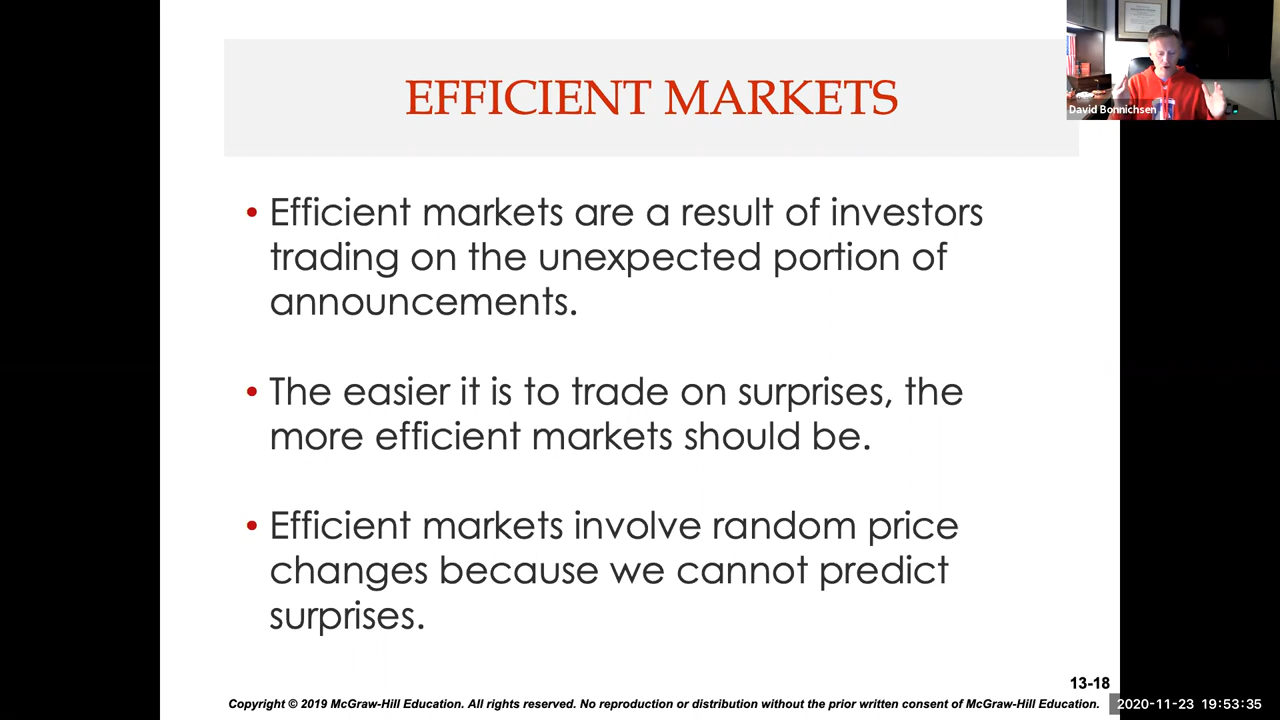 EFFICIENT MARKETS
David Bonnichsen
• Efficient markets are a result of investors
trading on the unexpected portion of
announcements.
• The easier it is to trade on surprises, the
more efficient markets should be.
• Efficient markets involve random price
changes because we cannot predict
surprises.
13-18
Copyright © 2019 McGraw-Hill Education. All rights reserved. No reproduction or distribution without the prior written consent of McGraw-Hill Education.
2020-11-23 19:53:35